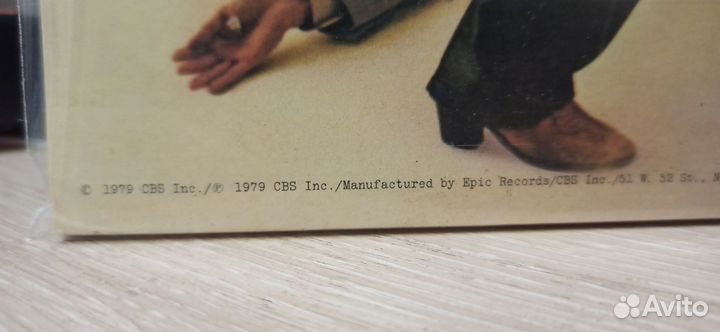 © 1979 CBS Inc./℗ 1979 CBS Inc./Manufactured by Epic Records/CBS Inc./51 W. 52 St., N
Avito